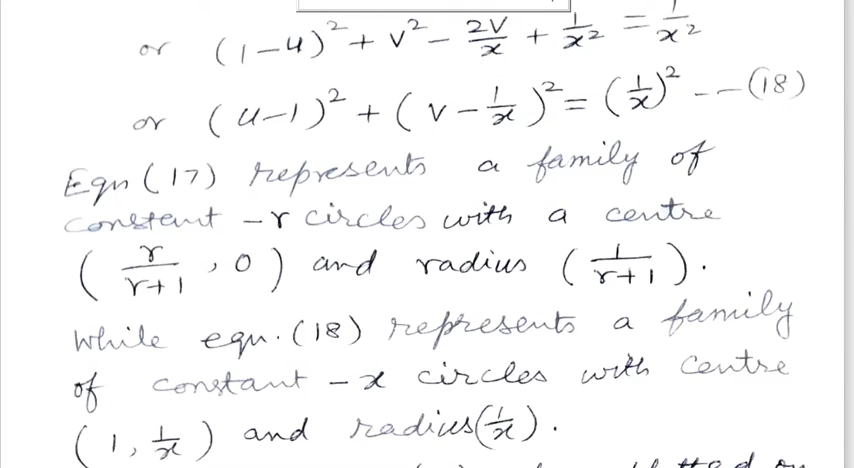 or (1-u)² + v² - 2v/x + 1/x² = 1/x²
or (u-1)² + (v - 1/x)² = (1/x)² --(18)
Eqn (17) represents a family of
constant -r circles with a centre
( r/r+1 , 0 ) and radius ( 1/r+1 ).
While eqn. (18) represents a family
of constant -x circles with centre
( 1, 1/x ) and radius (1/x).